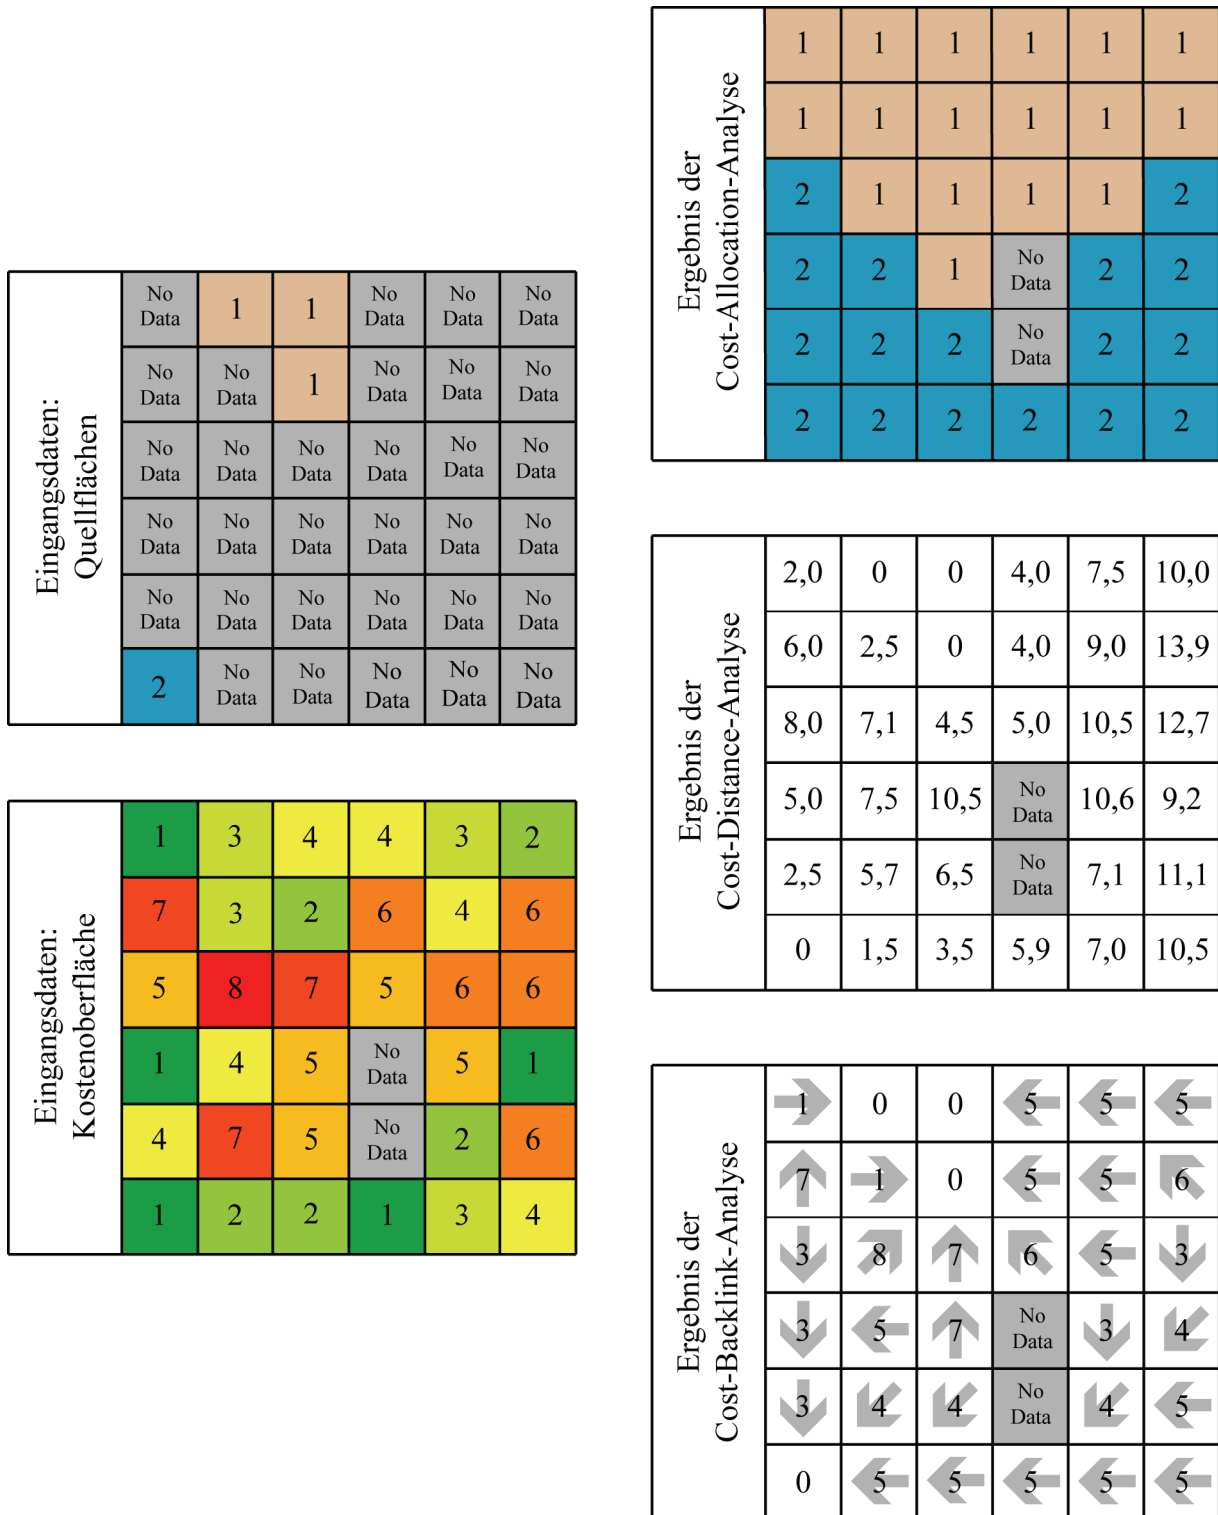 Eingangsdaten:
Quellflächen
No Data 1 1 No Data No Data No Data
No Data No Data 1 No Data No Data No Data
No Data No Data No Data No Data No Data No Data
No Data No Data No Data No Data No Data No Data
No Data No Data No Data No Data No Data No Data
2 No Data No Data No Data No Data No Data
Eingangsdaten:
Kostenoberfläche
1 3 4 4 3 2
7 3 2 6 4 6
5 8 7 5 6 6
1 4 5 No Data 5 1
4 7 5 No Data 2 6
1 2 2 1 3 4
Ergebnis der
Cost-Allocation-Analyse
1 1 1 1 1 1
1 1 1 1 1 1
2 1 1 1 1 2
2 2 1 No Data 2 2
2 2 2 No Data 2 2
2 2 2 2 2 2
Ergebnis der
Cost-Distance-Analyse
2,0 0 0 4,0 7,5 10,0
6,0 2,5 0 4,0 9,0 13,9
8,0 7,1 4,5 5,0 10,5 12,7
5,0 7,5 10,5 No Data 10,6 9,2
2,5 5,7 6,5 No Data 7,1 11,1
0 1,5 3,5 5,9 7,0 10,5
Ergebnis der
Cost-Backlink-Analyse
1 0 0 5 5 5
7 1 0 5 5 6
3 8 7 6 5 3
3 5 7 No Data 3 4
3 4 4 No Data 4 5
0 5 5 5 5 5